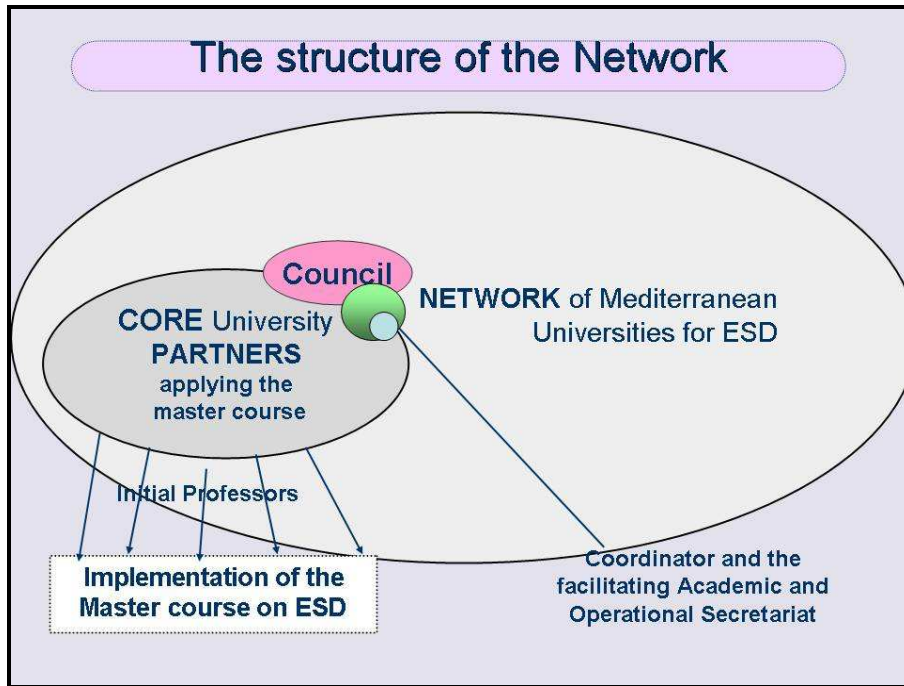 The structure of the Network
Council
CORE University
PARTNERS
applying the
master course
NETWORK of Mediterranean
Universities for ESD
Initial Professors
Implementation of the
Master course on ESD
Coordinator and the
facilitating Academic and
Operational Secretariat